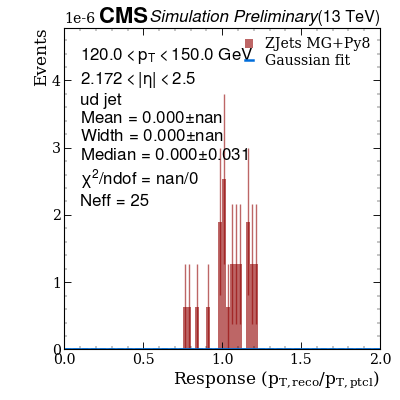 1e-6 CMS Simulation Preliminary (13 TeV)
Events
120.0 < pT < 150.0 GeV
2.172 < |η| < 2.5
ud jet
Mean = 0.000±nan
Width = 0.000±nan
Median = 0.000±0.031
χ²/ndof = nan/0
Neff = 25
ZJets MG+Py8
Gaussian fit
4
3
2
1
0
0.0 0.5 1.0 1.5 2.0
Response (pT,reco/pT,ptcl)